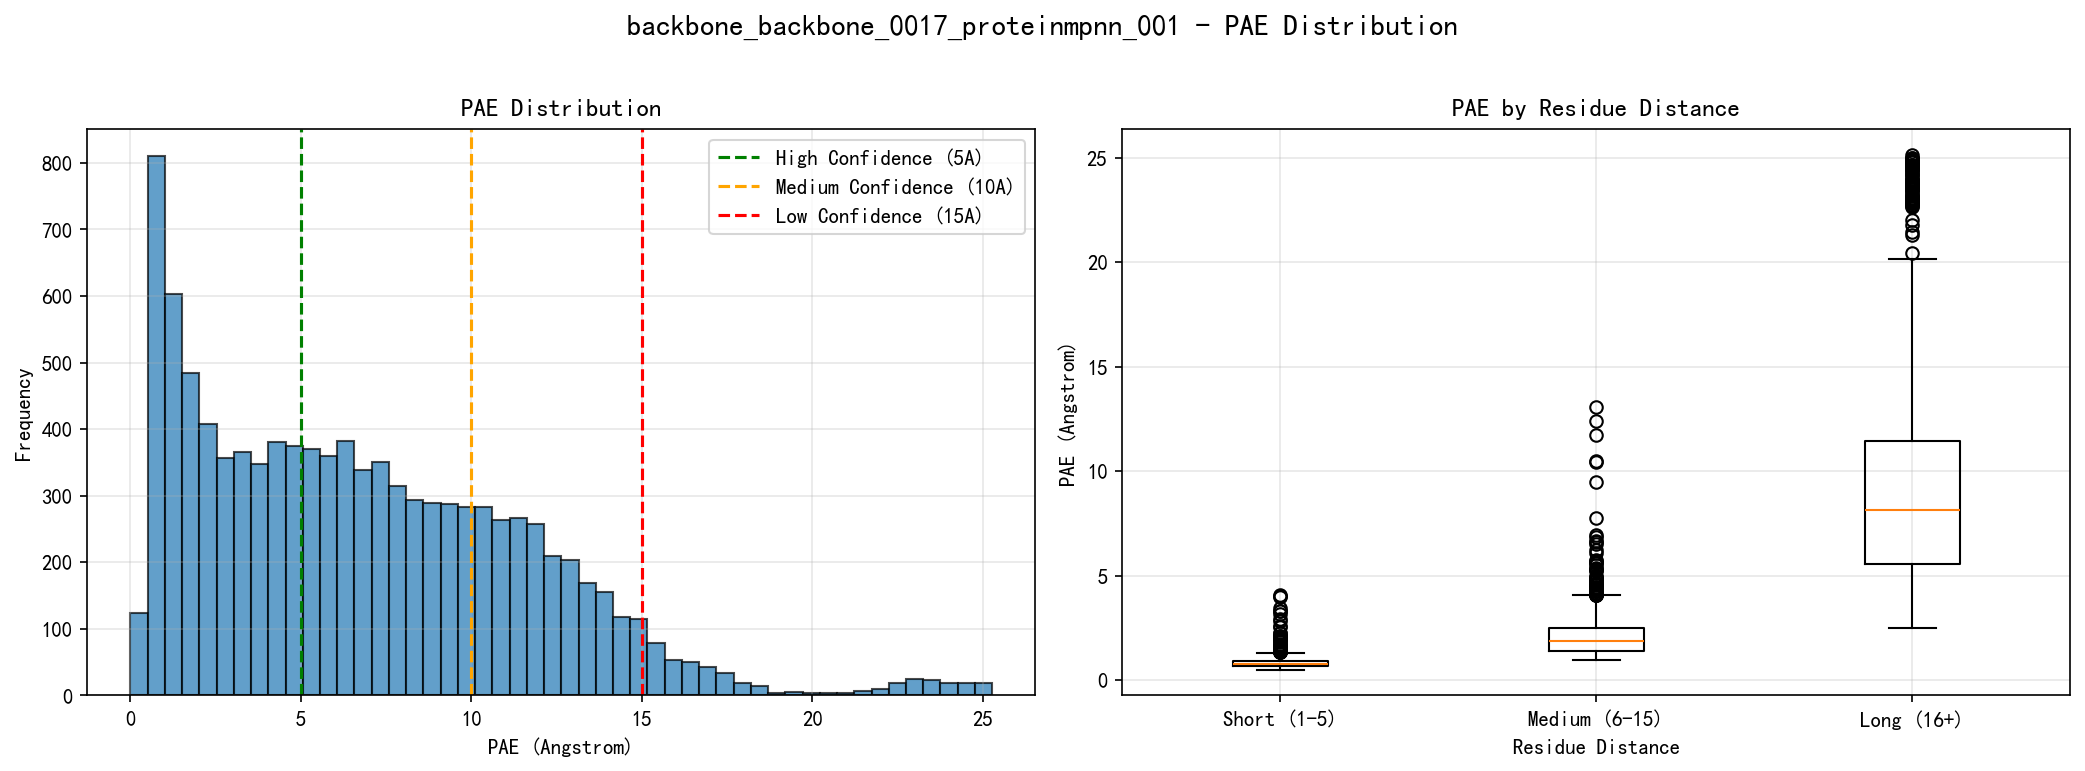 backbone_backbone_0017_proteinmpnn_001 - PAE Distribution
PAE Distribution
High Confidence (5A)
Medium Confidence (10A)
Low Confidence (15A)
Frequency
800
700
600
500
400
300
200
100
0
0 5 10 15 20 25
PAE (Angstrom)
PAE by Residue Distance
PAE (Angstrom)
25
20
15
10
5
0
Short (1-5) Medium (6-15) Long (16+)
Residue Distance